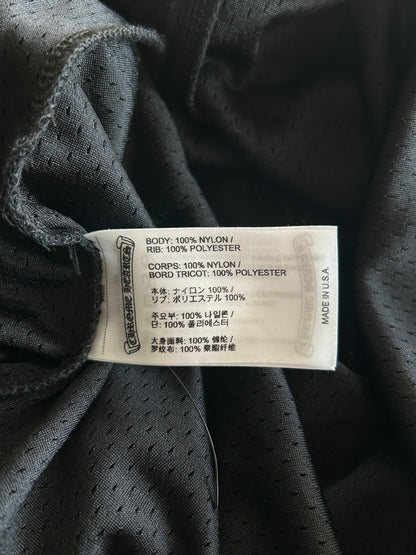 CHROME HEARTS
BODY: 100% NYLON /
RIB: 100% POLYESTER
CORPS: 100% NYLON /
BORD TRICOT: 100% POLYESTER
本体: ナイロン 100% /
リブ: ポリエステル 100%
주요부: 100% 나일론 /
단: 100% 폴리에스터
大身面料: 100% 锦纶 /
罗纹布: 100% 聚酯纤维
MADE IN U.S.A.